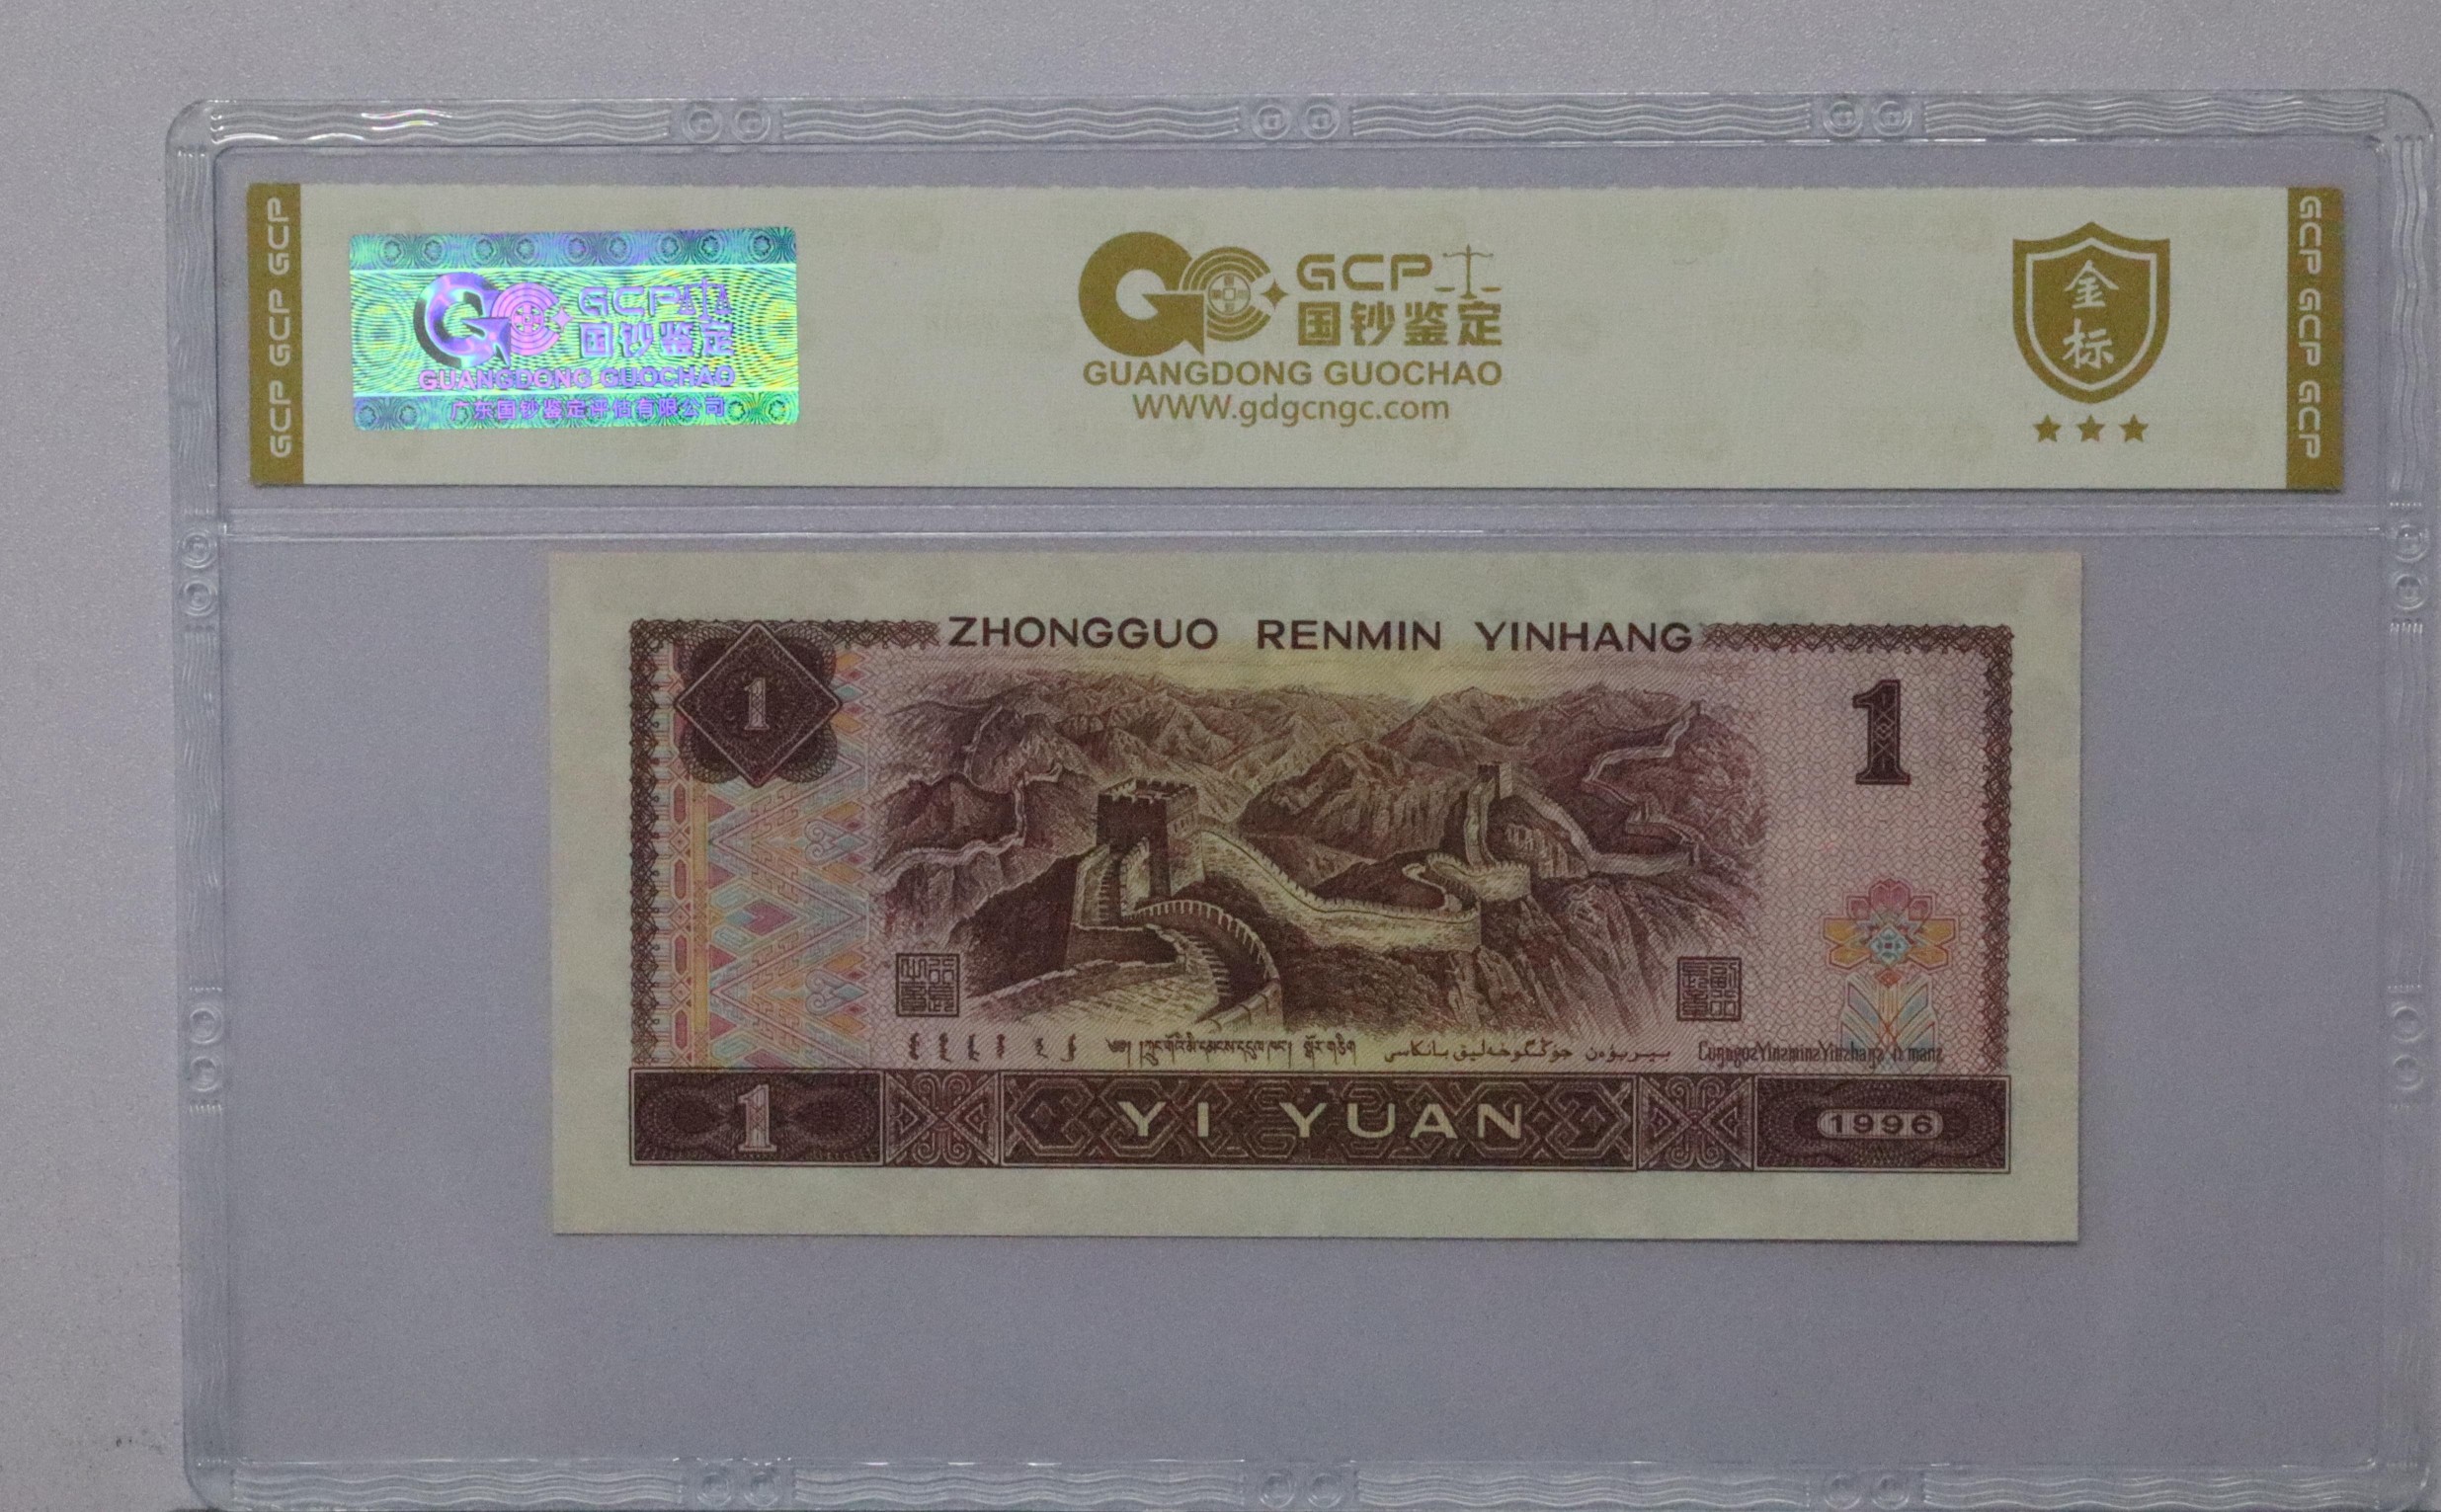 GCP GCP GCP
GCP
国钞鉴定
GUANGDONG GUOCHAO
广东国钞鉴定评估有限公司
GCP
国钞鉴定
GUANGDONG GUOCHAO
WWW.gdgcngc.com
金
标
GCP GCP GCP
ZHONGGUO RENMIN YINHANG
1
1
1
YI YUAN
1996